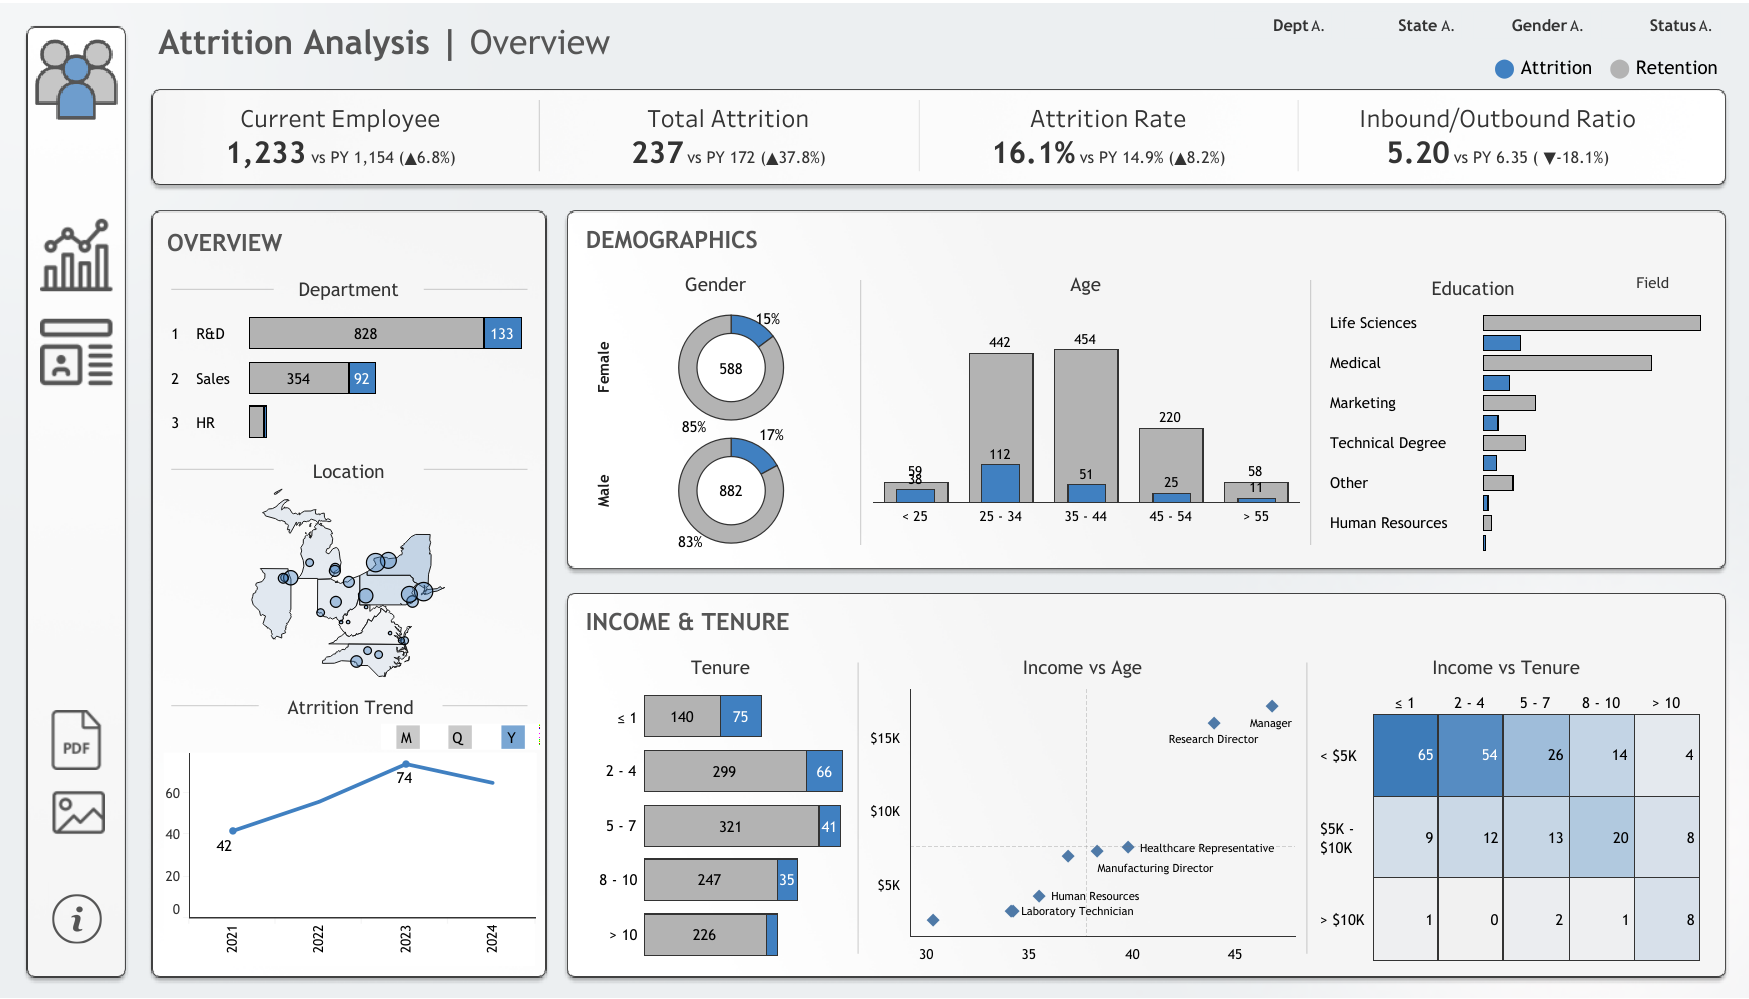 Attrition Analysis | Overview
Dept A.
State A.
Gender A.
Status A.
Attrition
Retention
Current Employee
1,233 vs PY 1,154 (▲6.8%)
Total Attrition
237 vs PY 172 (▲37.8%)
Attrition Rate
16.1% vs PY 14.9% (▲8.2%)
Inbound/Outbound Ratio
5.20 vs PY 6.35 ( ▼-18.1%)
OVERVIEW
Department
1 R&D 828 133
2 Sales 354 92
3 HR
Location
Atrrition Trend
M Q Y
60
40
20
0
42
74
2021
2022
2023
2024
PDF
i
DEMOGRAPHICS
Gender
Female
15%
588
85%
Male
17%
882
83%
Age
59
38
442
112
454
51
220
25
58
11
< 25
25 - 34
35 - 44
45 - 54
> 55
Education
Field
Life Sciences
Medical
Marketing
Technical Degree
Other
Human Resources
INCOME & TENURE
Tenure
≤ 1 140 75
2 - 4 299 66
5 - 7 321 41
8 - 10 247 35
> 10 226
Income vs Age
$15K
$10K
$5K
Manager
Research Director
Healthcare Representative
Manufacturing Director
Human Resources
Laboratory Technician
30
35
40
45
Income vs Tenure
≤ 1 2 - 4 5 - 7 8 - 10 > 10
< $5K 65 54 26 14 4
$5K -
$10K 9 12 13 20 8
> $10K 1 0 2 1 8